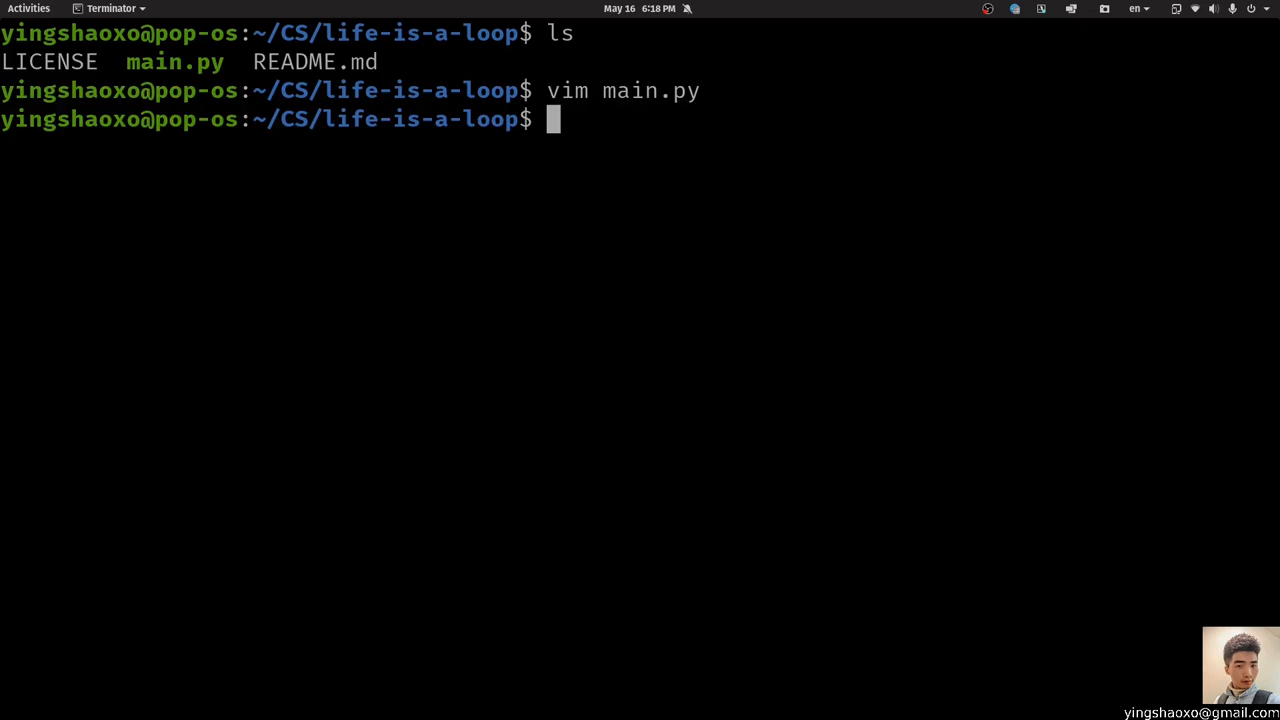 Activities Terminator May 16 6:18 PM en
yingshaoxo@pop-os:~/CS/life-is-a-loop$ ls
LICENSE main.py README.md
yingshaoxo@pop-os:~/CS/life-is-a-loop$ vim main.py
yingshaoxo@pop-os:~/CS/life-is-a-loop$
yingshaoxo@gmail.com